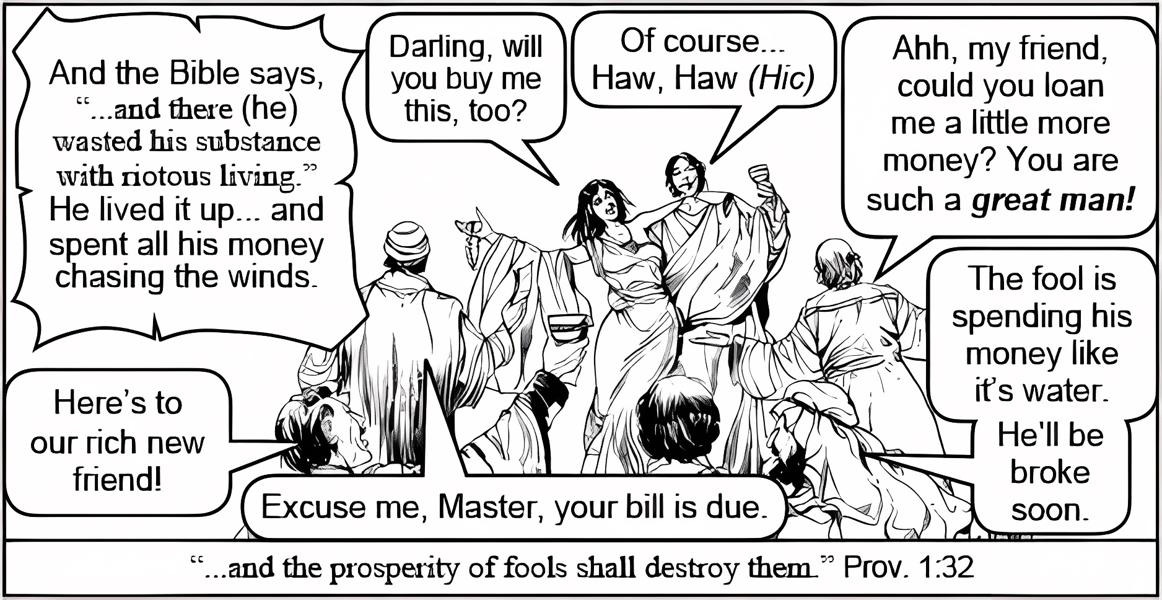 And the Bible says,
“...and there (he)
wasted his substance
with riotous living.”
He lived it up... and
spent all his money
chasing the winds.
Darling, will
you buy me
this, too?
Of course...
Haw, Haw (Hic)
Ahh, my friend,
could you loan
me a little more
money? You are
such a great man!
The fool is
spending his
money like
it's water.
He'll be
broke
soon.
Here's to
our rich new
friend!
Excuse me, Master, your bill is due.
“...and the prosperity of fools shall destroy them.” Prov. 1:32